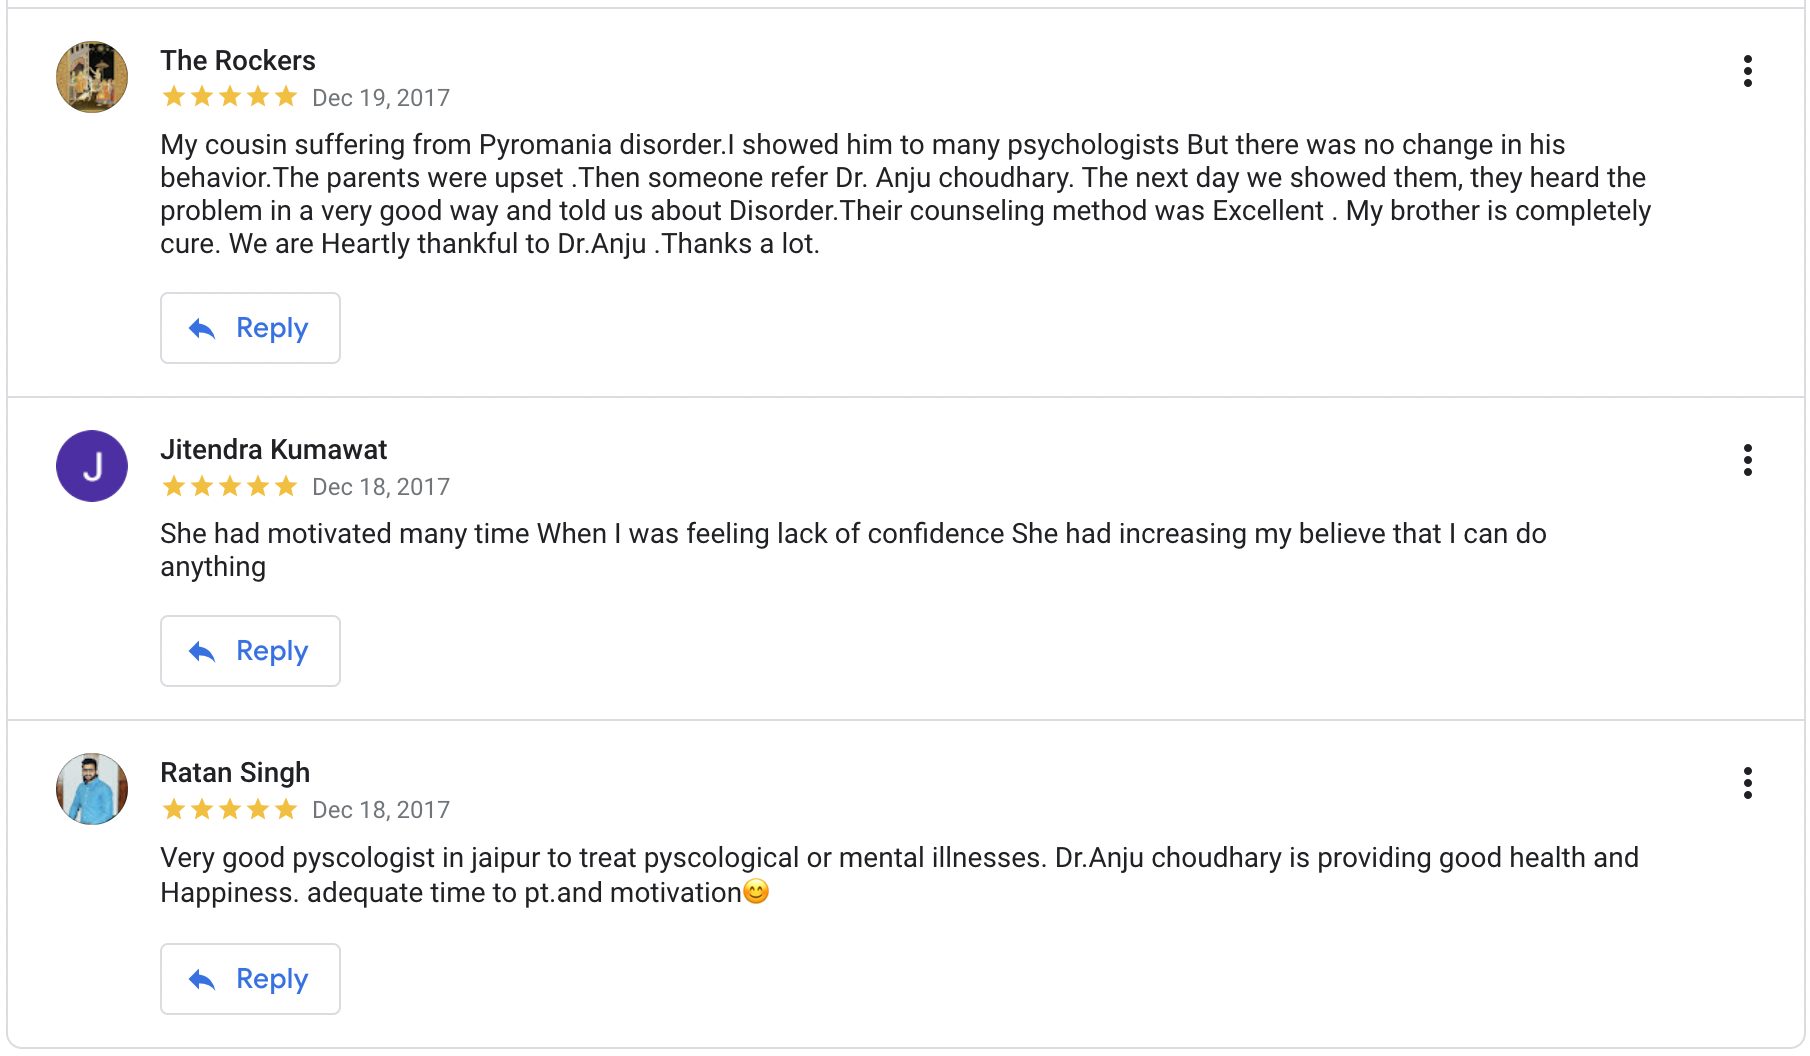 The Rockers
Dec 19, 2017
My cousin suffering from Pyromania disorder.I showed him to many psychologists But there was no change in his
behavior.The parents were upset .Then someone refer Dr. Anju choudhary. The next day we showed them, they heard the
problem in a very good way and told us about Disorder.Their counseling method was Excellent . My brother is completely
cure. We are Heartly thankful to Dr.Anju .Thanks a lot.
Reply
J
Jitendra Kumawat
Dec 18, 2017
She had motivated many time When I was feeling lack of confidence She had increasing my believe that I can do
anything
Reply
Ratan Singh
Dec 18, 2017
Very good pyscologist in jaipur to treat pyscological or mental illnesses. Dr.Anju choudhary is providing good health and
Happiness. adequate time to pt.and motivation😊
Reply